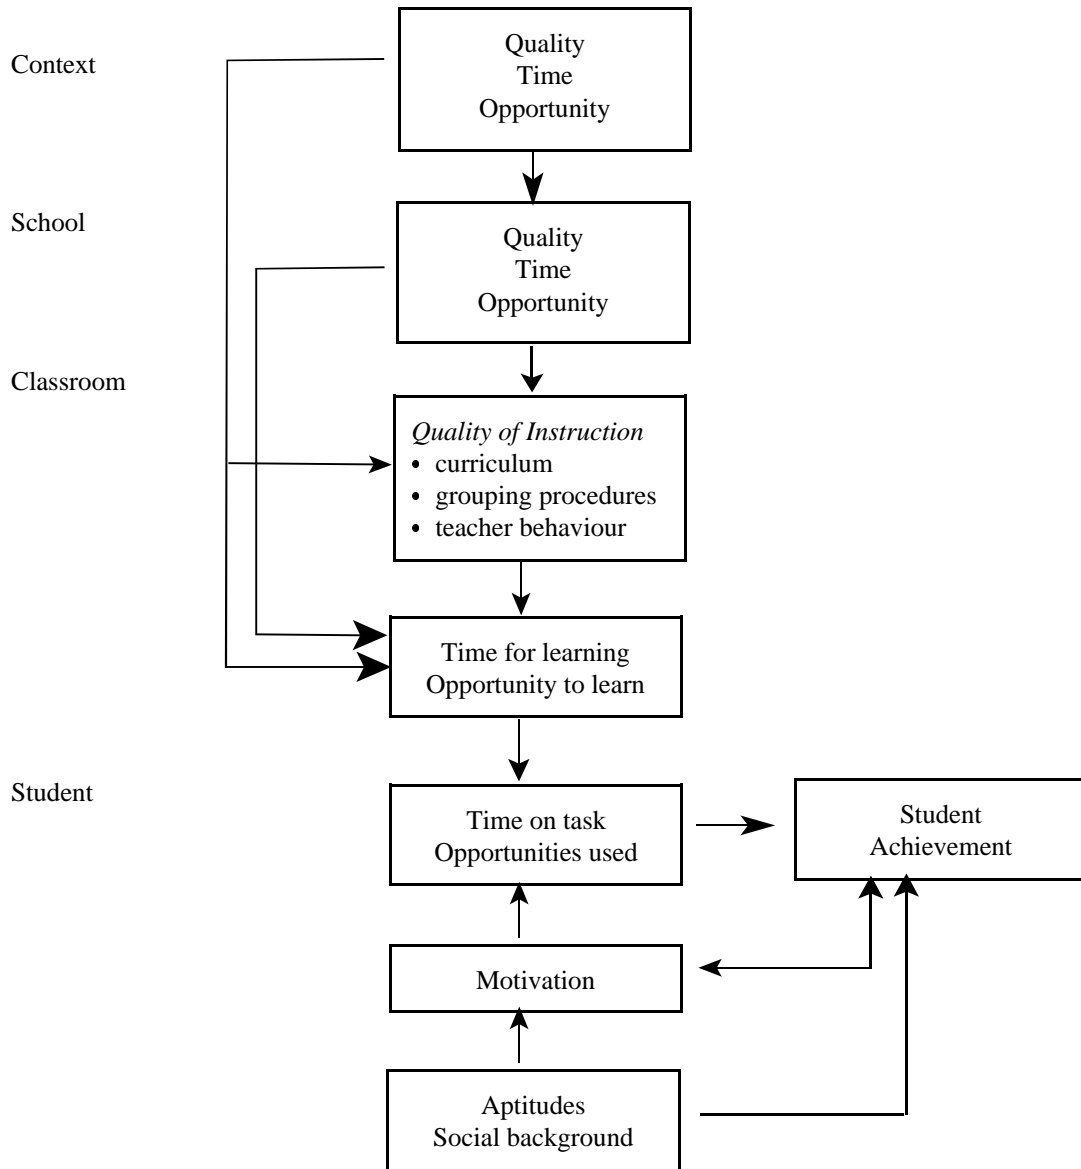 Context
Quality
Time
Opportunity
School
Quality
Time
Opportunity
Classroom
Quality of Instruction
• curriculum
• grouping procedures
• teacher behaviour
Time for learning
Opportunity to learn
Student
Time on task
Opportunities used
Student
Achievement
Motivation
Aptitudes
Social background